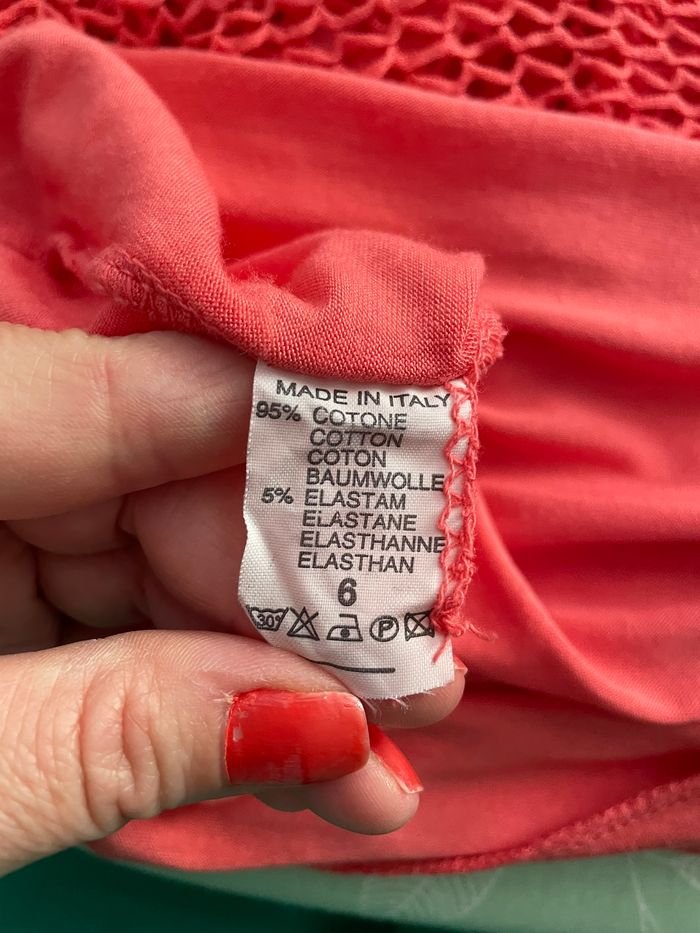 MADE IN ITALY
95% COTONE
COTTON
COTON
BAUMWOLLE
5% ELASTAM
ELASTANE
ELASTHANNE
ELASTHAN
6
30° P